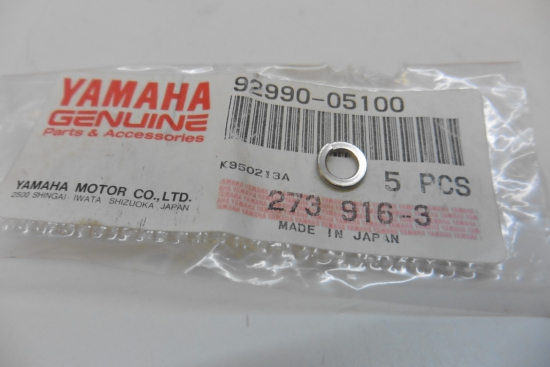 YAMAHA
GENUINE
Parts & Accessories
YAMAHA MOTOR CO., LTD.
2500 SHINGAI IWATA SHIZUOKA JAPAN
92990-05100
K950213A
5 PCS
273 916-3
MADE IN JAPAN